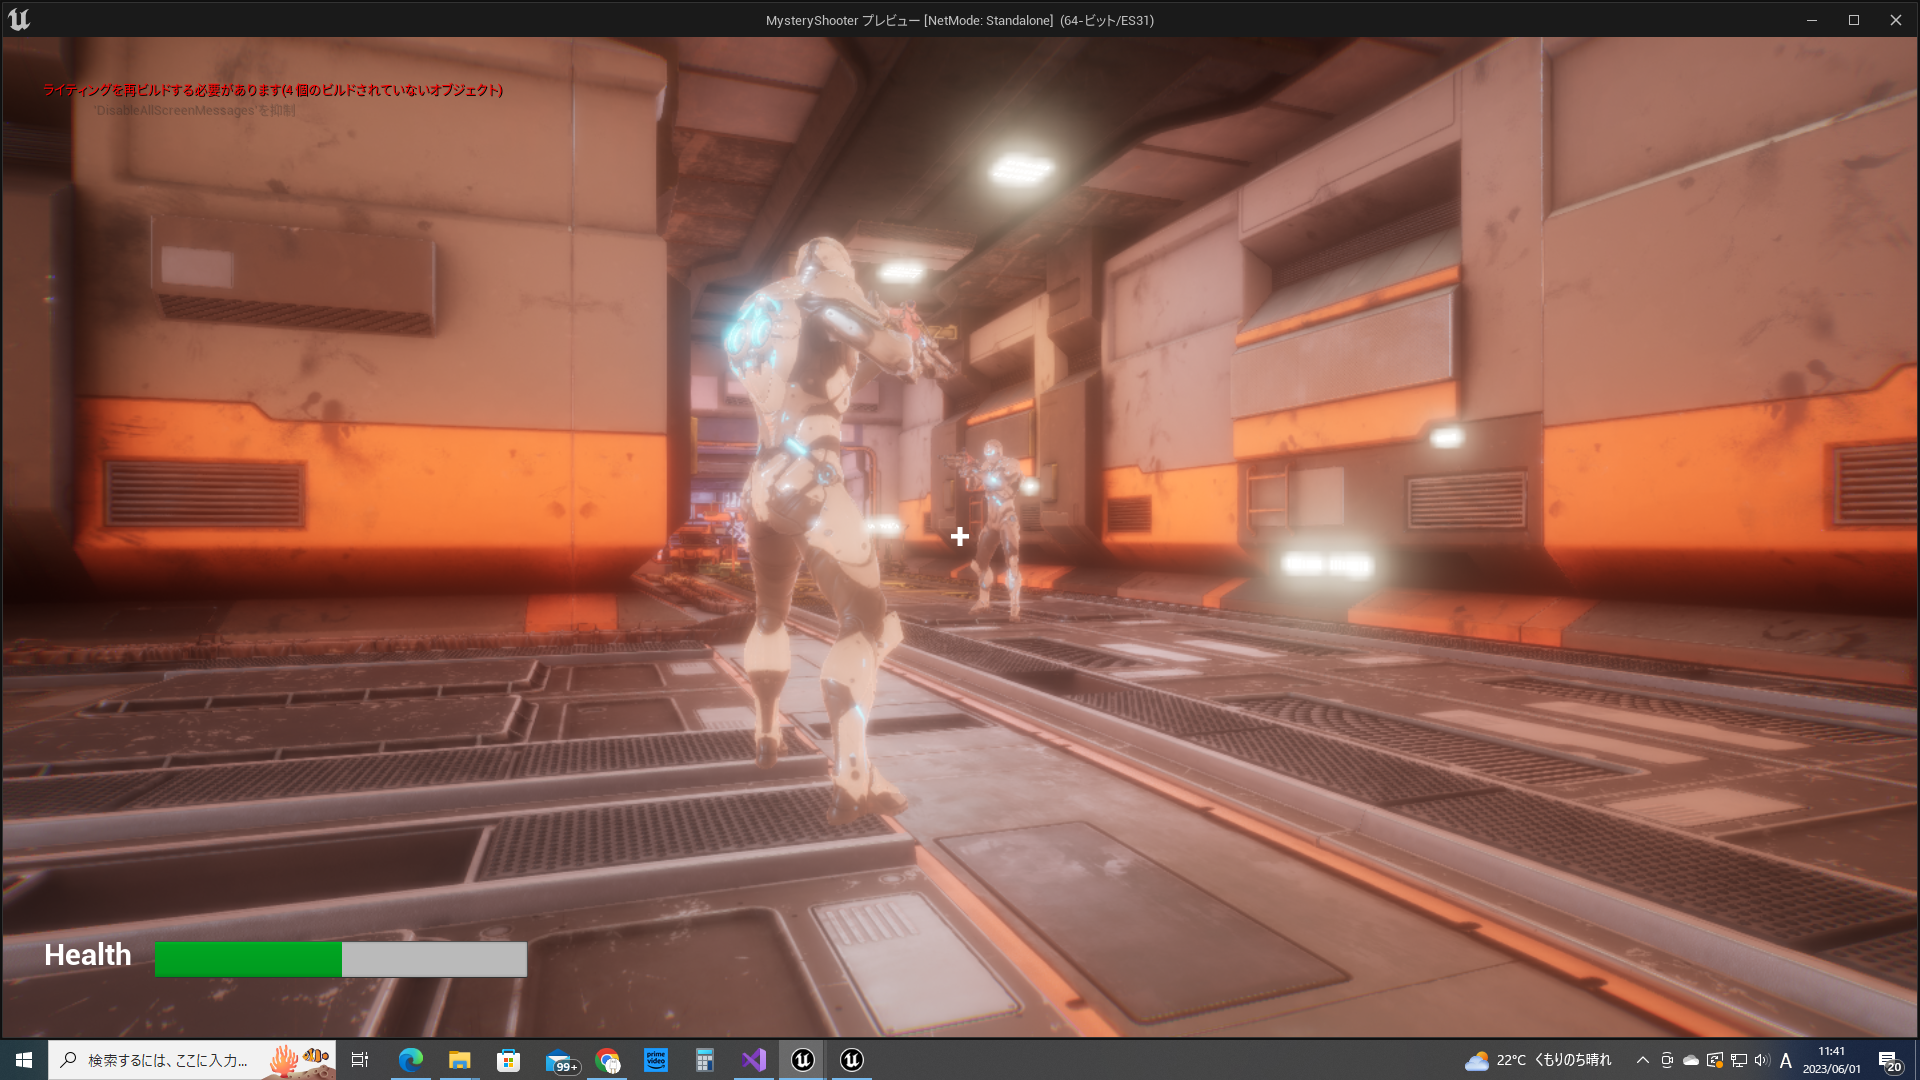 MysteryShooter プレビュー [NetMode: Standalone]  (64-ビット/ES31)
ライティングを再ビルドする必要があります(4 個のビルドされていないオブジェクト)
'DisableAllScreenMessages'を抑制
Health
検索するには、ここに入力...
99+
prime video
22°C くもりのち晴れ
A
11:41
2023/06/01
20